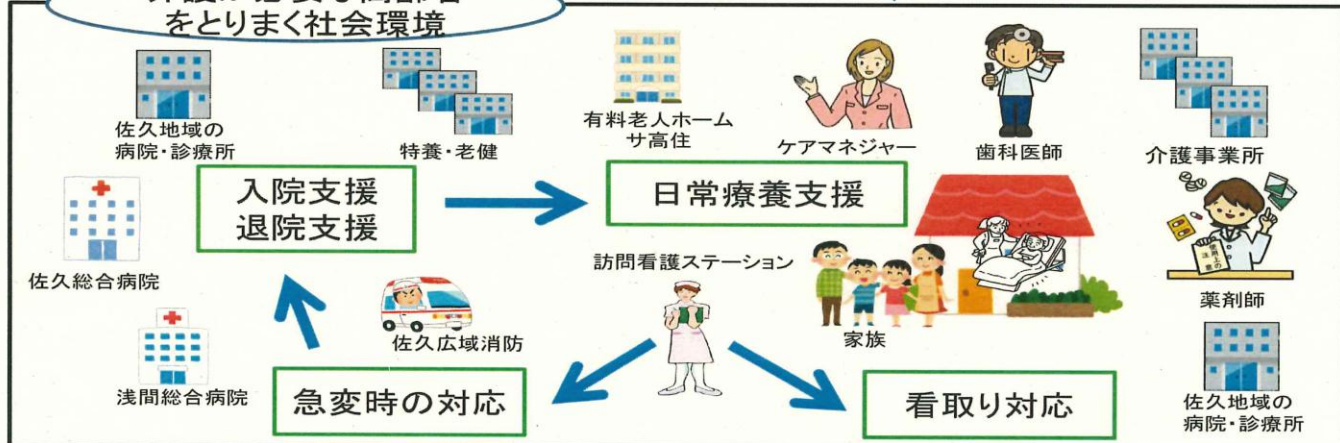 をとりまく社会環境
佐久地域の
病院・診療所
特養・老健
有料老人ホーム
サ高住
ケアマネジャー
歯科医師
介護事業所
入院支援
退院支援
日常療養支援
佐久総合病院
訪問看護ステーション
薬剤師
佐久広域消防
家族
浅間総合病院
急変時の対応
看取り対応
佐久地域の
病院・診療所